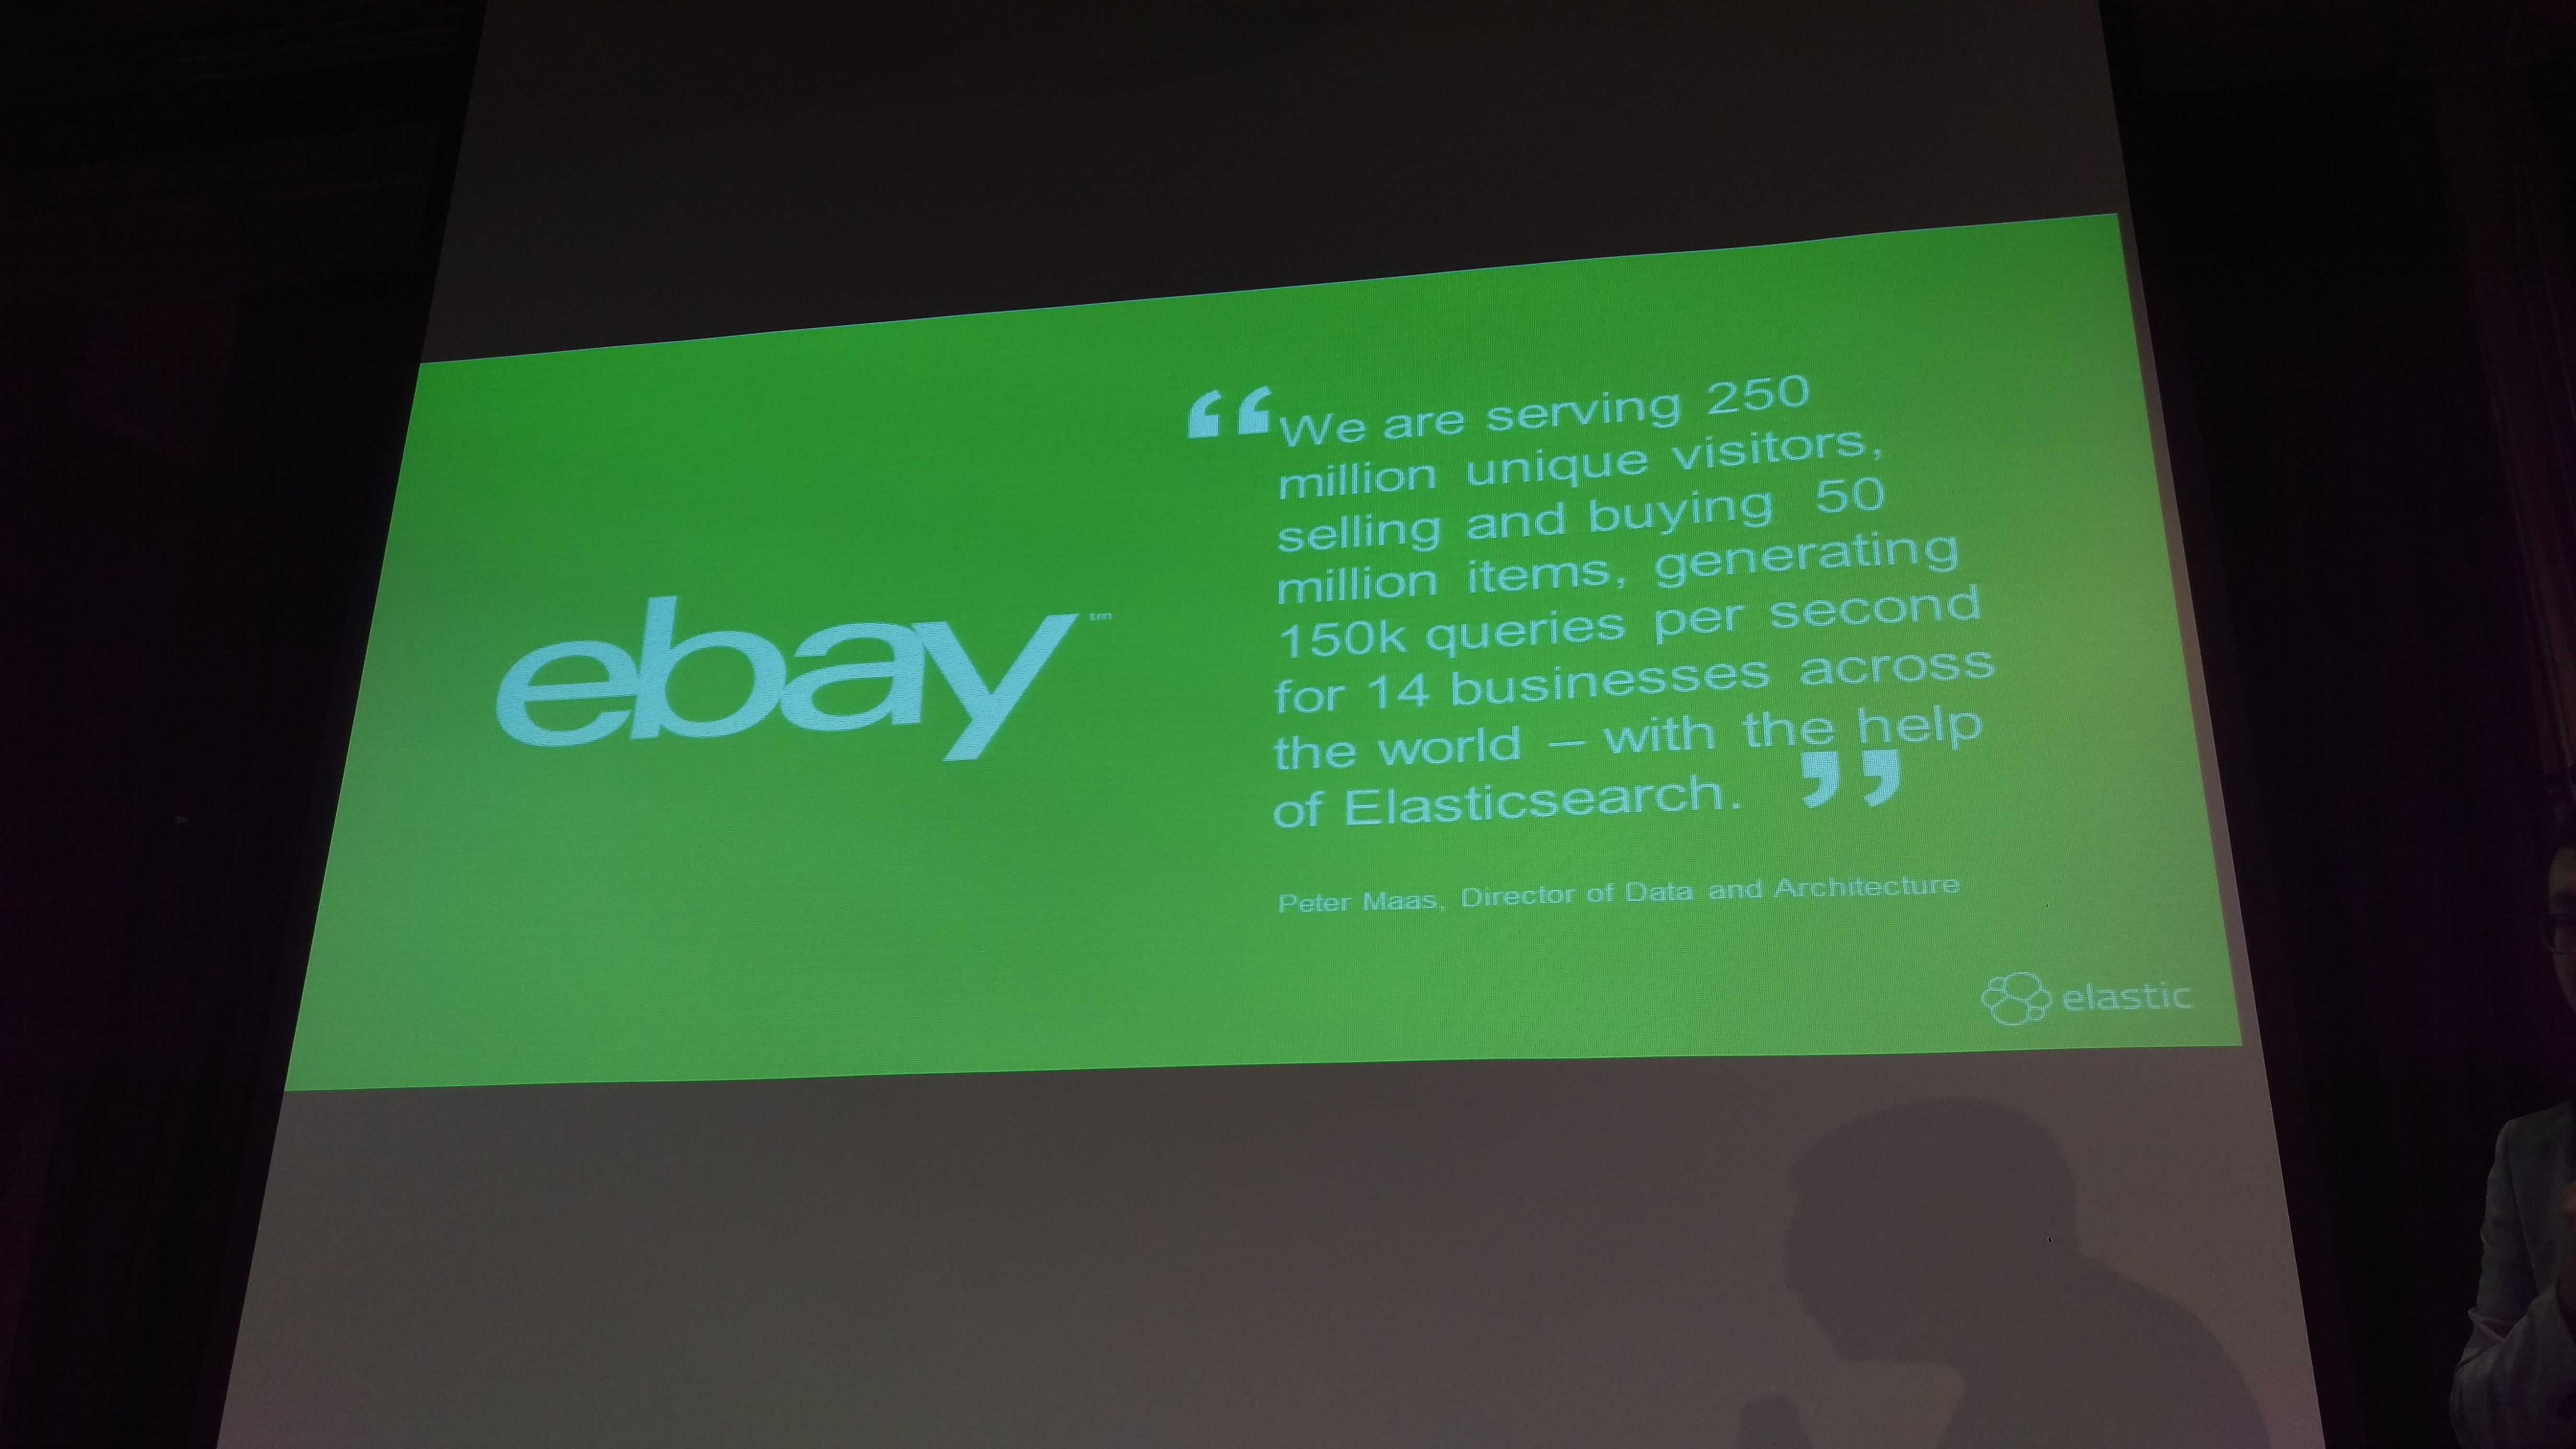 ebay™
“We are serving 250
million unique visitors,
selling and buying 50
million items, generating
150k queries per second
for 14 businesses across
the world – with the help
of Elasticsearch.”
Peter Maas, Director of Data and Architecture
elastic